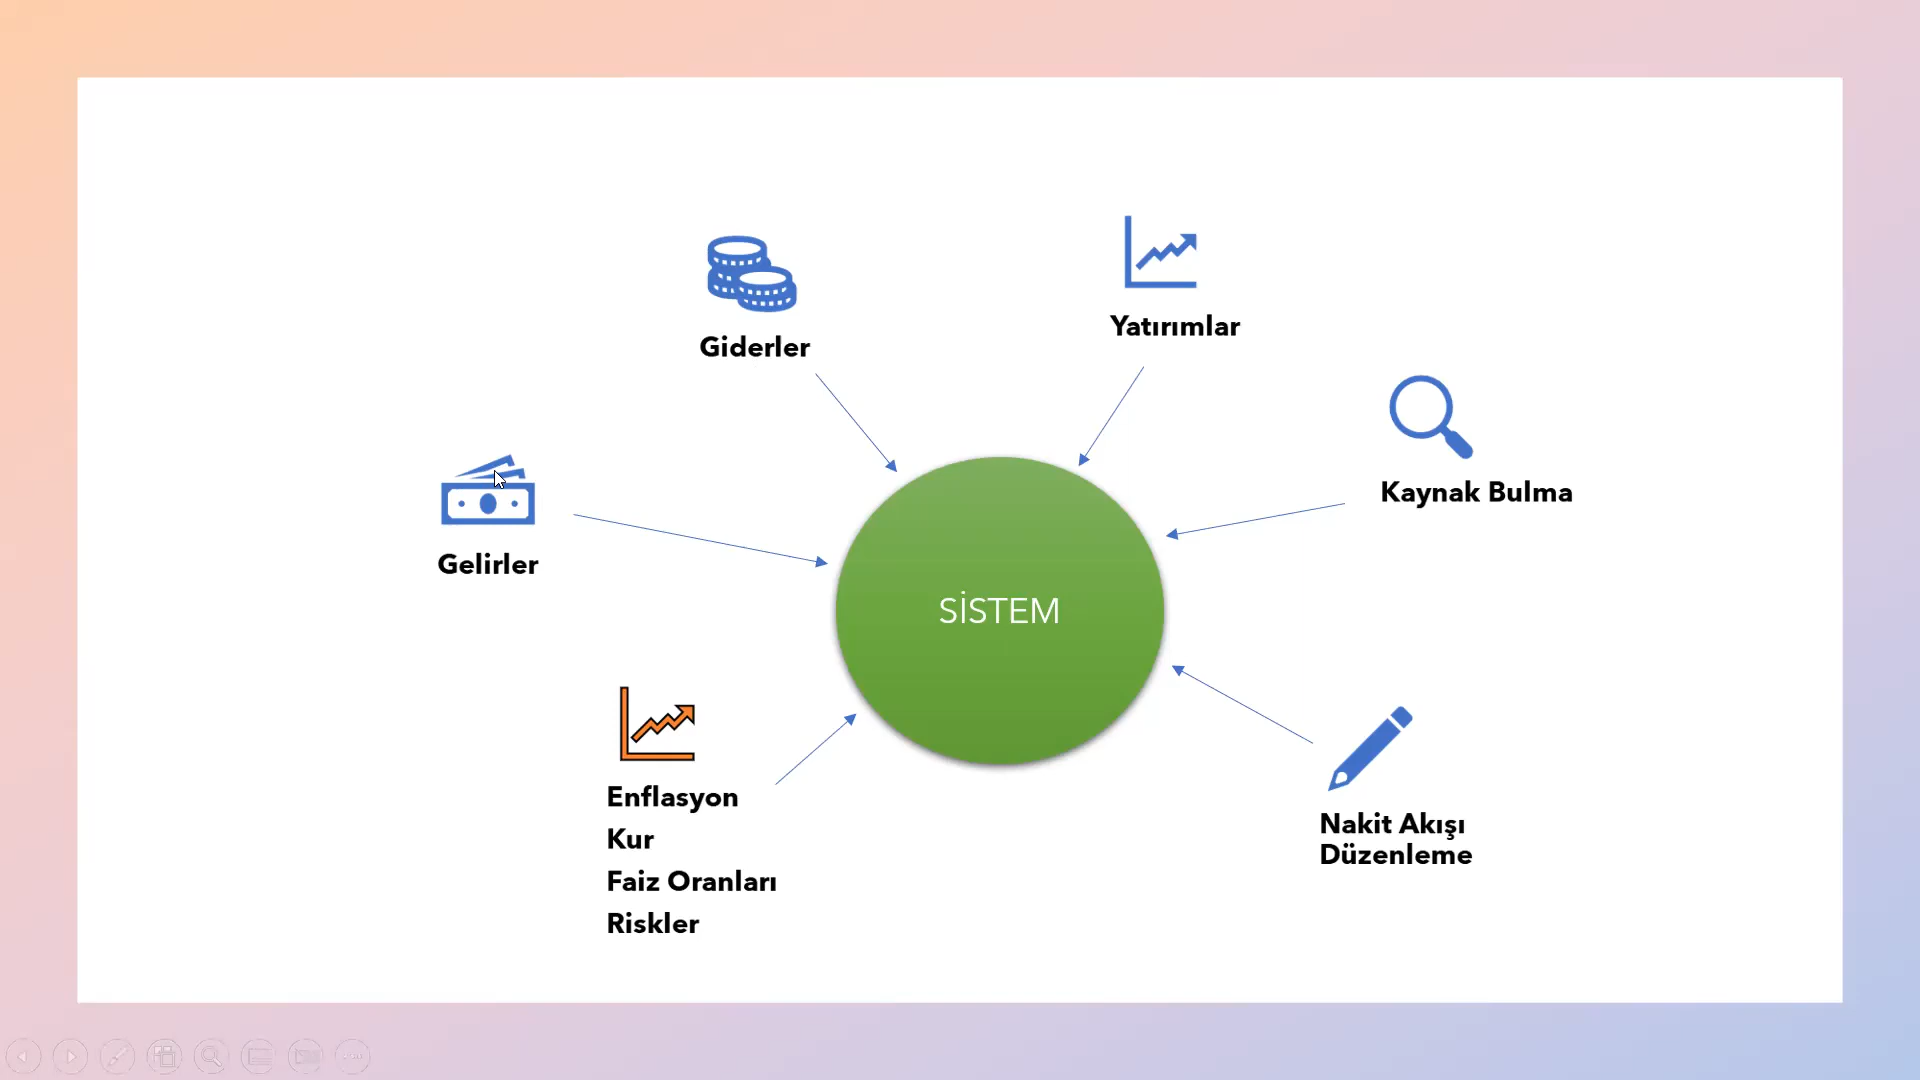 Giderler
Yatırımlar
Kaynak Bulma
Gelirler
SİSTEM
Enflasyon
Kur
Faiz Oranları
Riskler
Nakit Akışı
Düzenleme